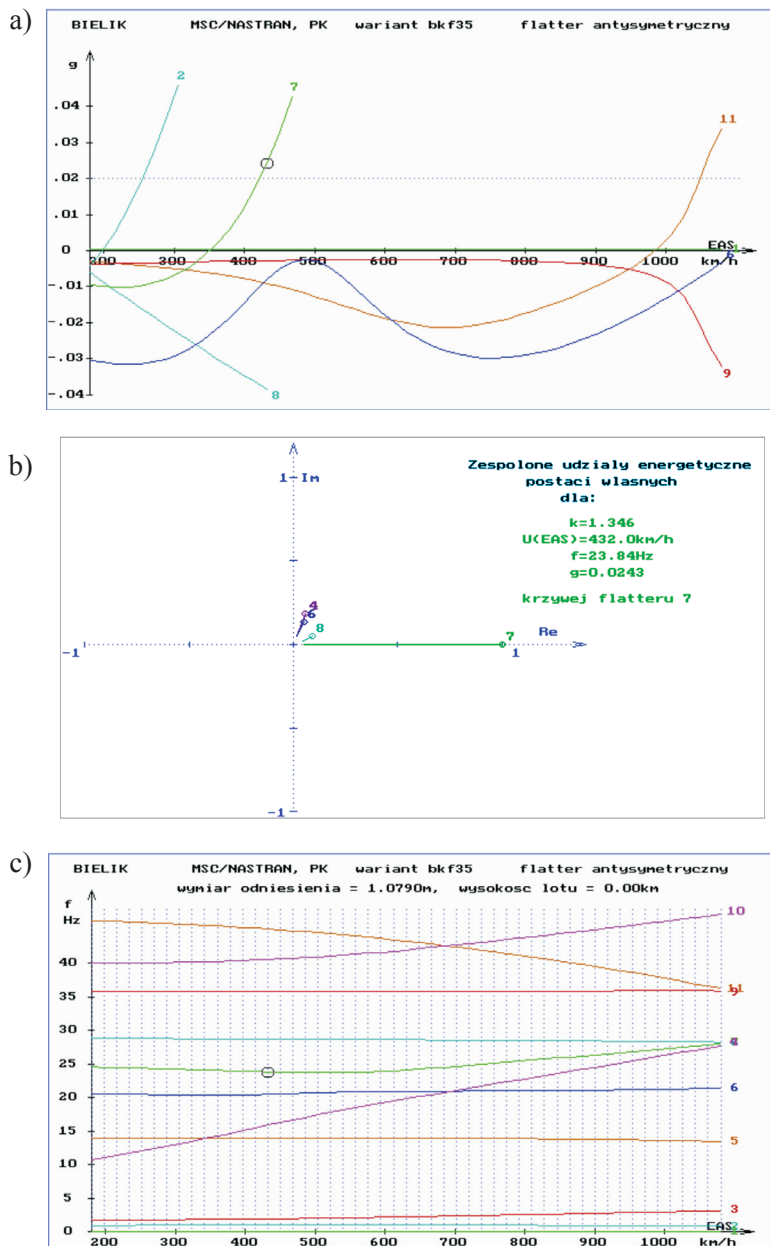 a)
BIELIK MSC/NASTRAN, PK wariant bkf35 flatter antysymetryczny
g
2
7
.04
11
.03
.02
.01
EAS 1
0
200 300 400 500 600 700 800 900 1000 km/h 6
-.01
-.02
-.03
9
8
-.04
b)
Zespolone udzialy energetyczne
1 Im
postaci wlasnych
dla:
k=1.346
U(EAS)=432.0km/h
f=23.84Hz
g=0.0243
4
krzywej flatteru 7
6
8
7
Re
-1
1
-1
c)
BIELIK MSC/NASTRAN, PK wariant bkf35 flatter antysymetryczny
wymiar odniesienia = 1.0790m, wysokosc lotu = 0.00km
f
Hz
10
40
35
11
9
30
25
20
6
15
5
10
5
3
EAS 2
0
200 300 400 500 600 700 800 900 1000 km/h